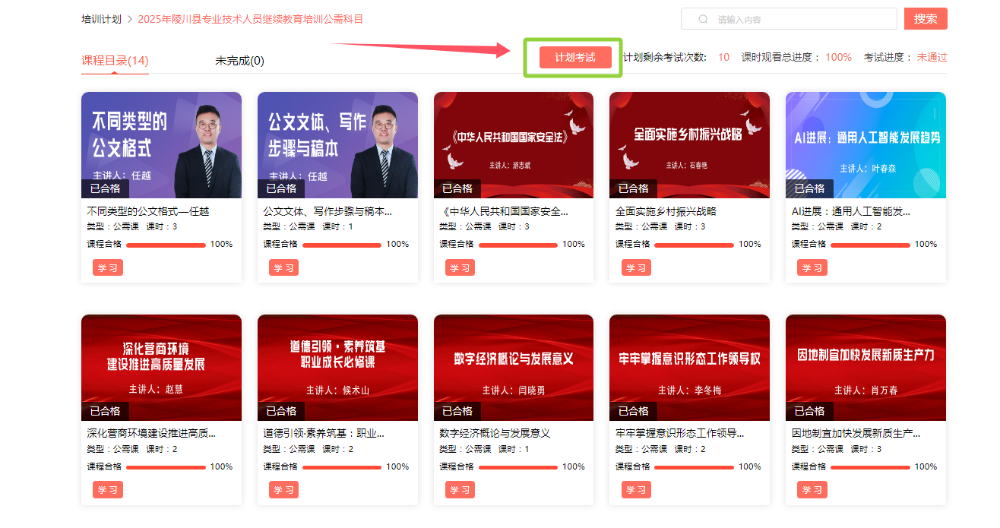 培训计划 > 2025年陵川县专业技术人员继续教育培训公需科目
请输入内容
搜索
课程目录(14)
未完成(0)
计划考试
计划剩余考试次数: 10 课时观看总进度: 100% 考试进度: 未通过
不同类型的
公文格式
主讲人: 任越
已合格
公文文体、写作
步骤与稿本
主讲人: 任越
已合格
《中华人民共和国国家安全法》
主讲人: 游志斌
已合格
全面实施乡村振兴战略
主讲人: 石春艳
已合格
AI进展: 通用人工智能发展趋势
主讲人: 叶春森
已合格
不同类型的公文格式—任越
类型: 公需课 课时: 3
课程合格 100%
学习
公文文体、写作步骤与稿本...
类型: 公需课 课时: 1
课程合格 100%
学习
《中华人民共和国国家安全...
类型: 公需课 课时: 3
课程合格 100%
学习
全面实施乡村振兴战略
类型: 公需课 课时: 3
课程合格 100%
学习
AI进展: 通用人工智能发...
类型: 公需课 课时: 2
课程合格 100%
学习
深化营商环境
建设推进高质量发展
主讲人: 赵慧
已合格
道德引领·素养筑基
职业成长必修课
主讲人: 候术山
已合格
数字经济概论与发展意义
主讲人: 闫晓勇
已合格
牢牢掌握意识形态工作领导权
主讲人: 李冬梅
已合格
因地制宜加快发展新质生产力
主讲人: 肖万春
已合格
深化营商环境建设推进高质...
类型: 公需课 课时: 2
课程合格 100%
学习
道德引领·素养筑基: 职业...
类型: 公需课 课时: 2
课程合格 100%
学习
数字经济概论与发展意义
类型: 公需课 课时: 1
课程合格 100%
学习
牢牢掌握意识形态工作领导...
类型: 公需课 课时: 2
课程合格 100%
学习
因地制宜加快发展新质生产...
类型: 公需课 课时: 3
课程合格 100%
学习